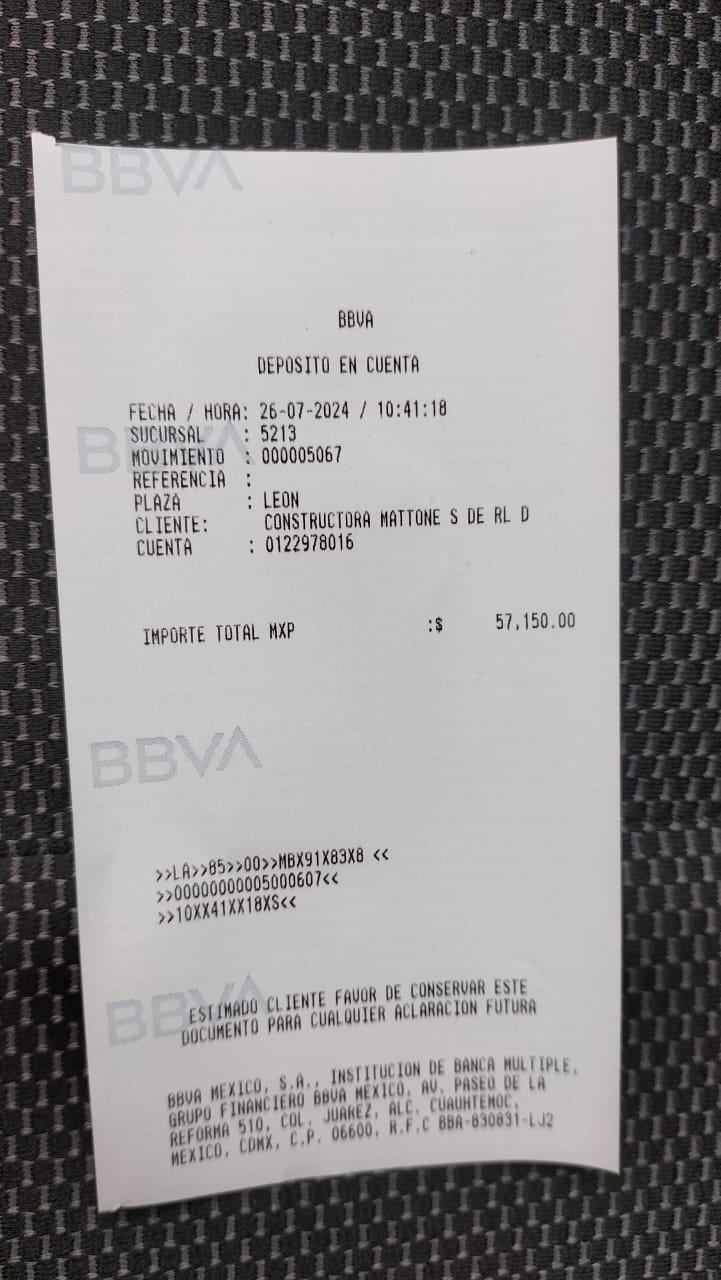 BBVA
BBVA
DEPOSITO EN CUENTA
FECHA / HORA: 26-07-2024 / 10:41:18
SUCURSAL : 5213
BBVA
MOVIMIENTO : 000005067
REFERENCIA :
PLAZA : LEON
CLIENTE: CONSTRUCTORA MATTONE S DE RL D
CUENTA : 0122978016
IMPORTE TOTAL MXP :$ 57,150.00
BBVA
>>LA>>85>>00>>MBX91X83X8 <<
>>00000000005000607<<
>>10XX41XX18XS<<
BBVA
ESTIMADO CLIENTE FAVOR DE CONSERVAR ESTE
DOCUMENTO PARA CUALQUIER ACLARACION FUTURA
BBVA MEXICO, S.A., INSTITUCION DE BANCA MULTIPLE,
GRUPO FINANCIERO BBVA MEXICO, AV. PASEO DE LA
REFORMA 510, COL. JUAREZ, ALC. CUAUHTEMOC,
MEXICO, CDMX, C.P. 06600, R.F.C BBA-830831-LJ2